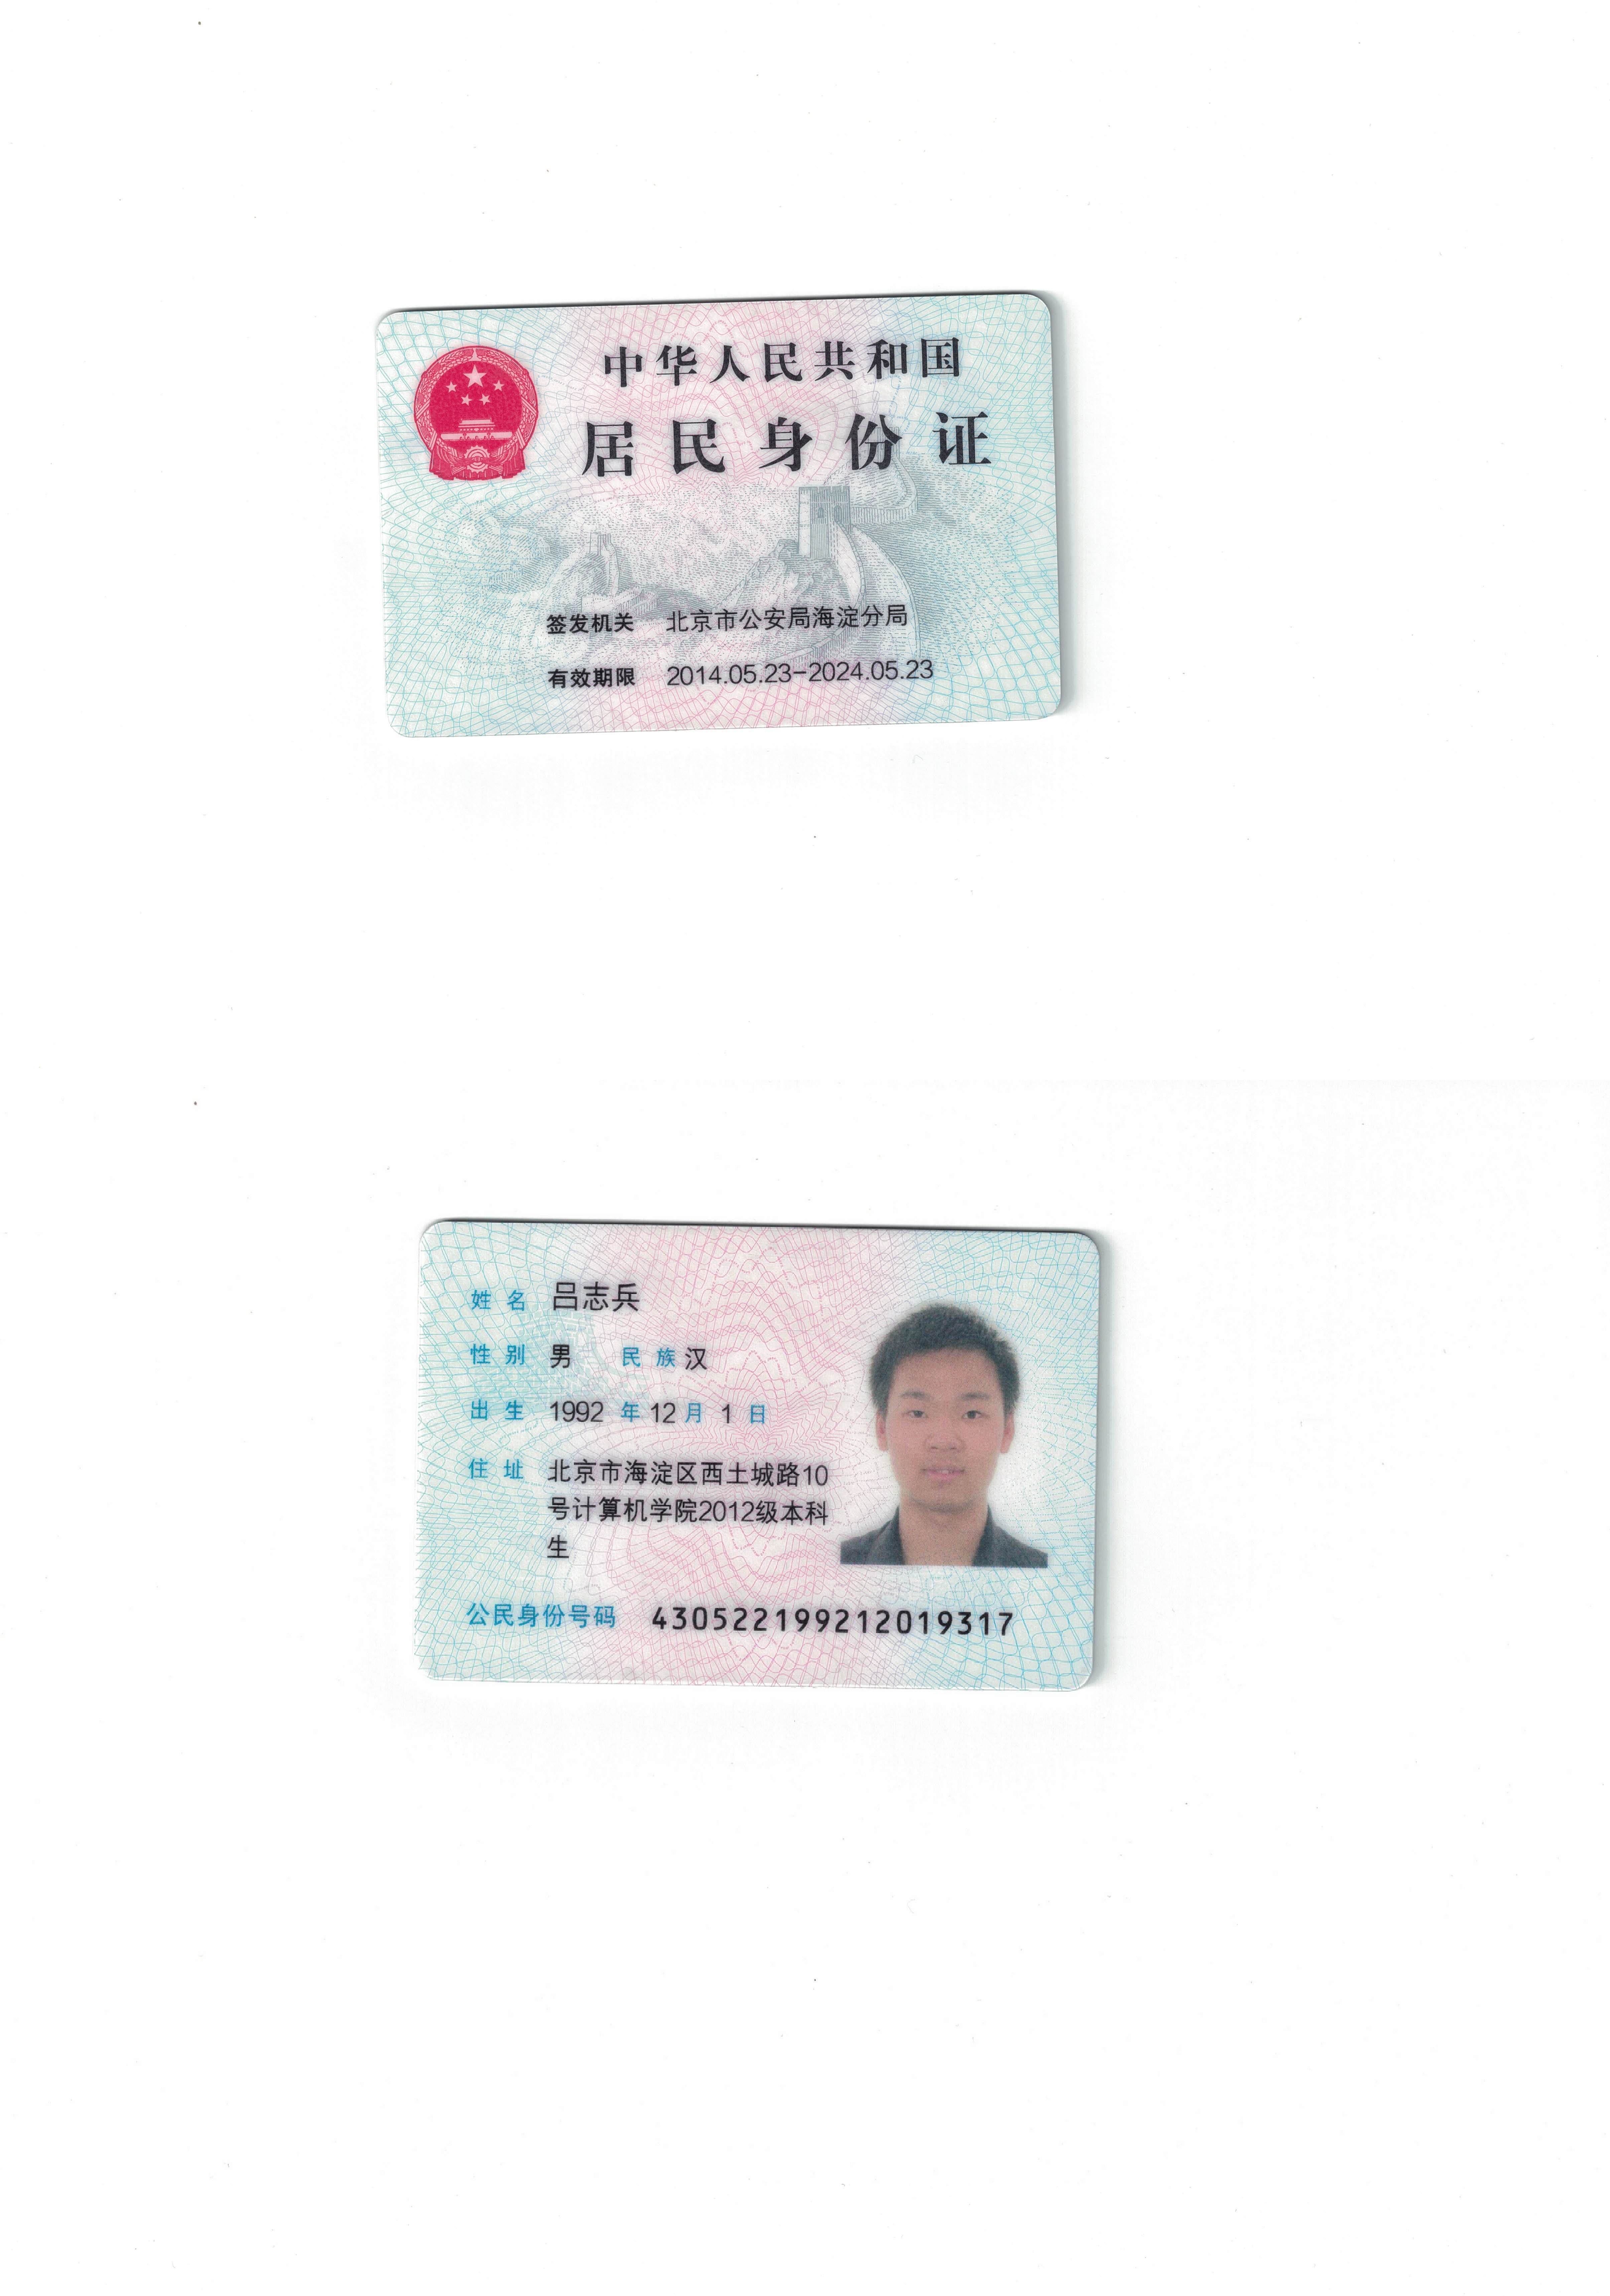 中华人民共和国
居民身份证
签发机关 北京市公安局海淀分局
有效期限 2014.05.23-2024.05.23
姓名 吕志兵
性别 男 民族 汉
出生 1992 年 12 月 1 日
住址 北京市海淀区西土城路10
号计算机学院2012级本科
生
公民身份号码 430522199212019317